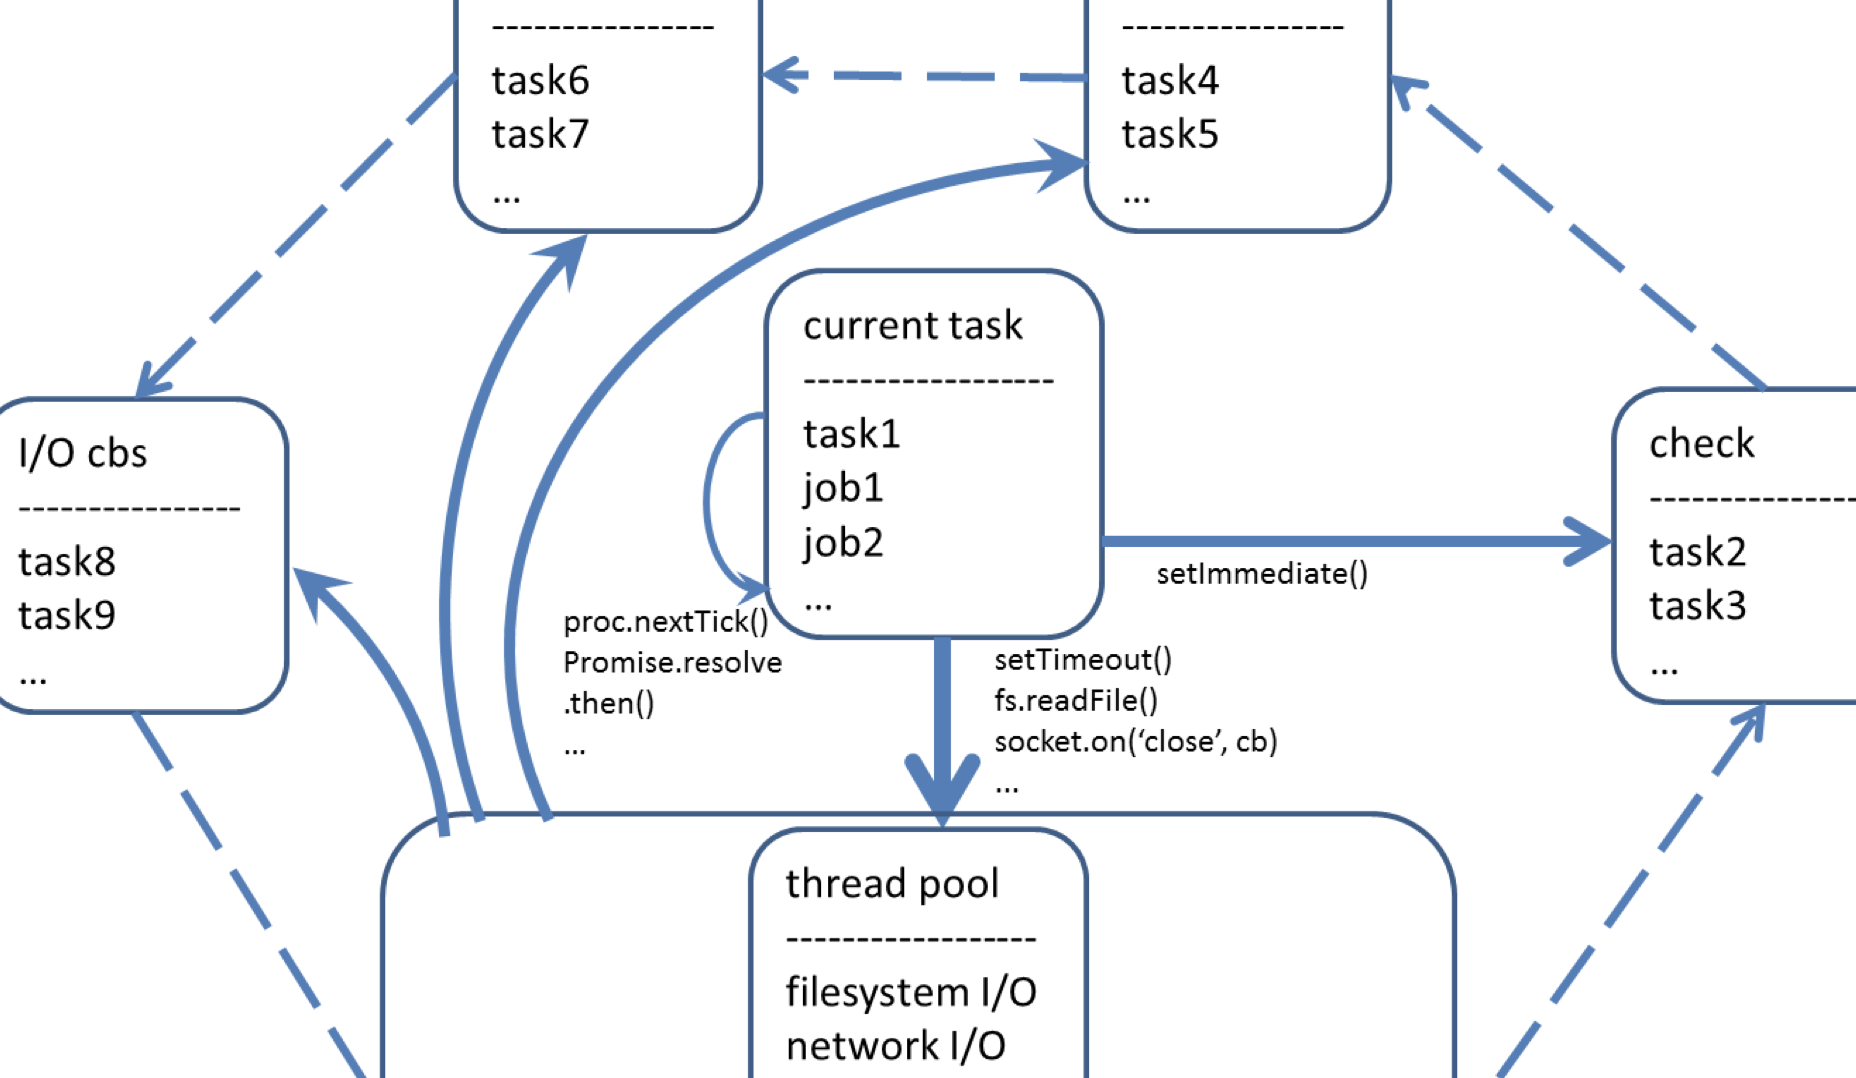 ----------------
task6
task7
...
----------------
task4
task5
...
current task
------------------
task1
job1
job2
...
I/O cbs
----------------
task8
task9
...
check
---------------
task2
task3
...
setImmediate()
proc.nextTick()
Promise.resolve
.then()
...
setTimeout()
fs.readFile()
socket.on(‘close’, cb)
...
thread pool
------------------
filesystem I/O
network I/O